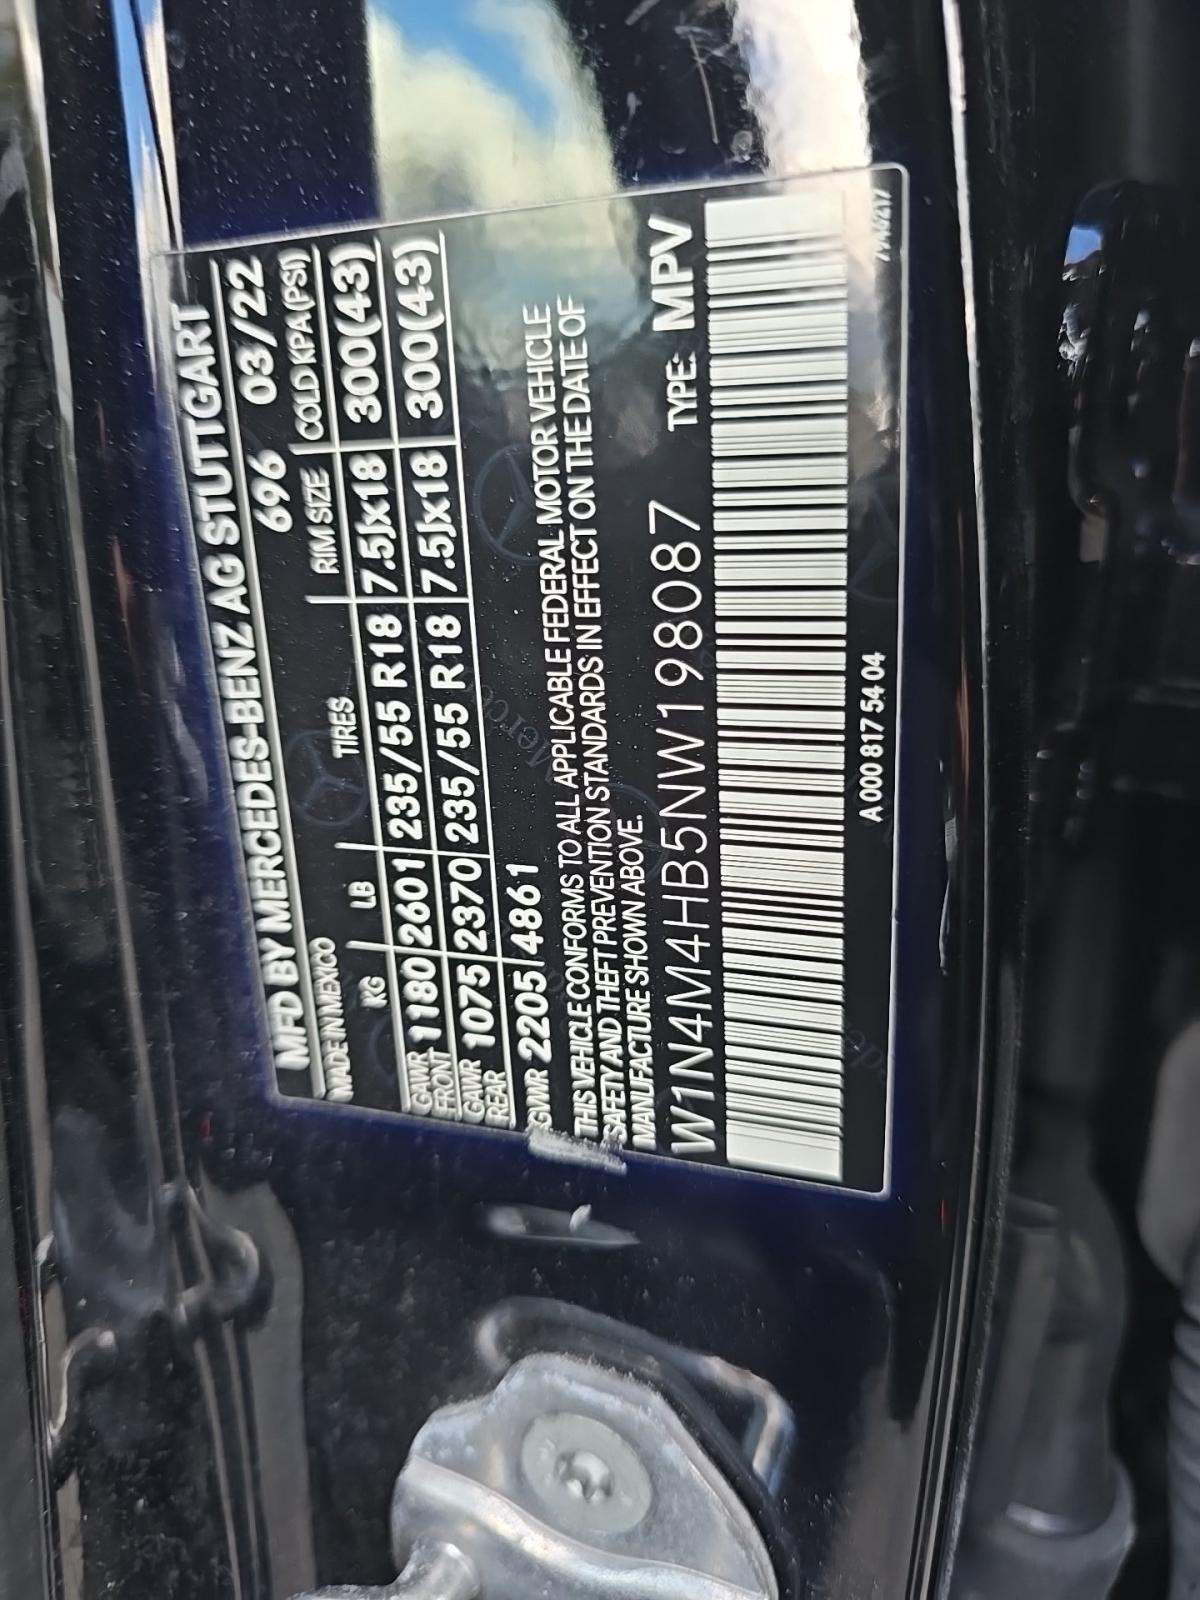 MFD BY MERCEDES-BENZ AG STUTTGART
MADE IN MEXICO 696 03/22
KG LB TIRES RIM SIZE COLD KPA(PSI)
GAWR FRONT 1180 2601 235/55 R18 7.5Jx18 300(43)
GAWR REAR 1075 2370 235/55 R18 7.5Jx18 300(43)
GVWR 2205/4861
THIS VEHICLE CONFORMS TO ALL APPLICABLE FEDERAL MOTOR VEHICLE
SAFETY AND THEFT PREVENTION STANDARDS IN EFFECT ON THE DATE OF
MANUFACTURE SHOWN ABOVE.
W1N4M4HB5NW198087 TYPE: MPV
A 000 817 54 04